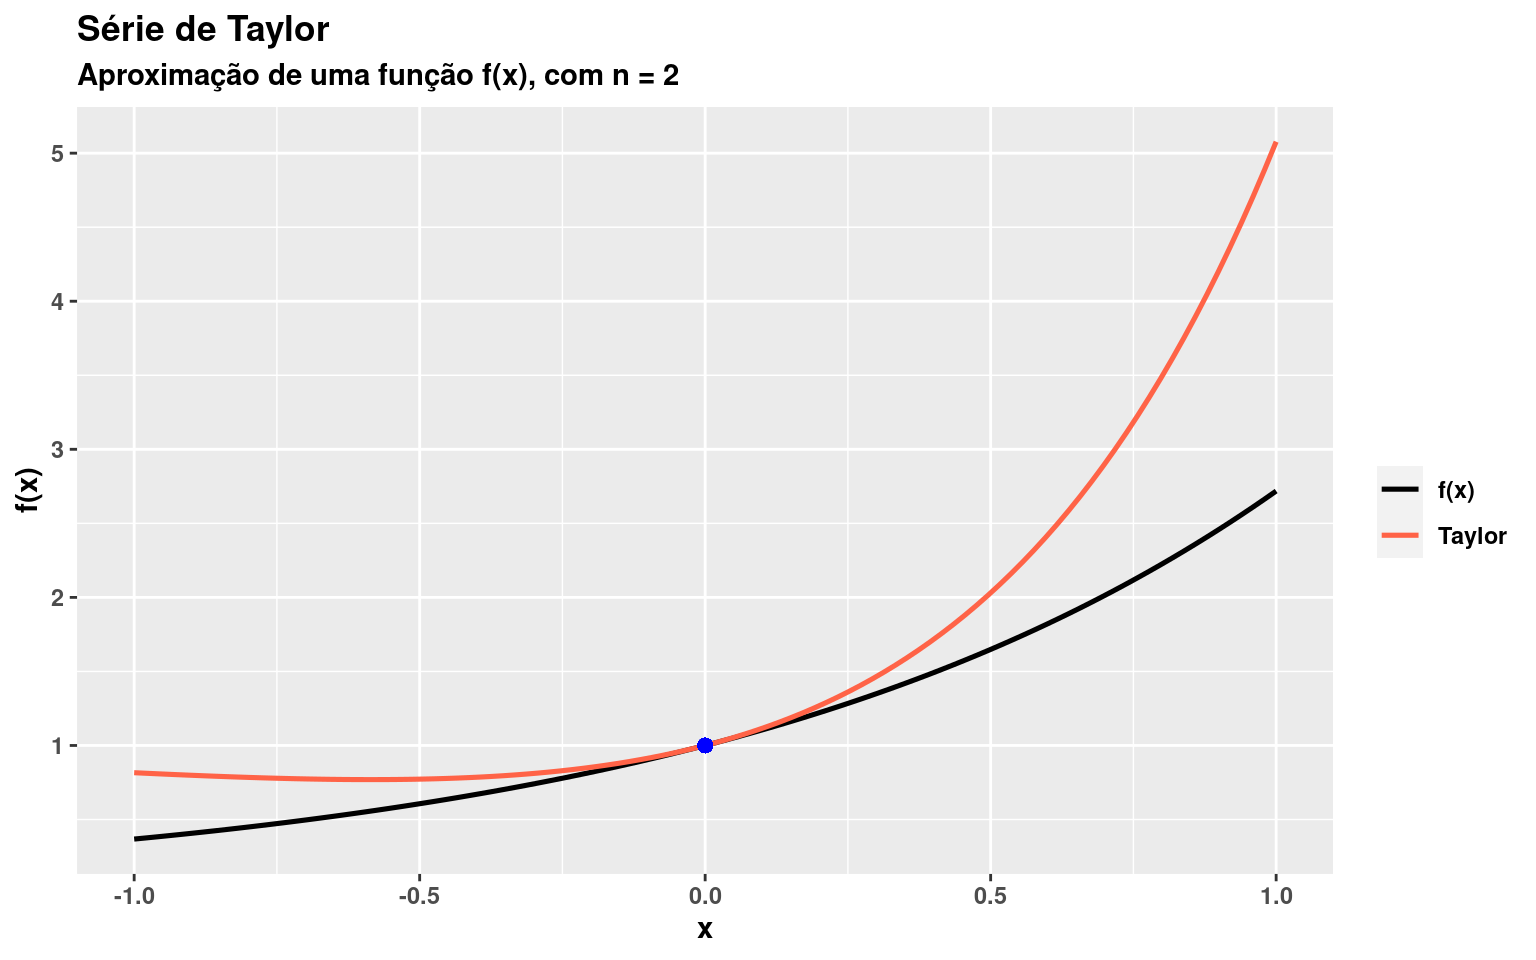 Série de Taylor
Aproximação de uma função f(x), com n = 2
5
4
3
2
1
f(x)
-1.0 -0.5 0.0 0.5 1.0
x
f(x)
Taylor